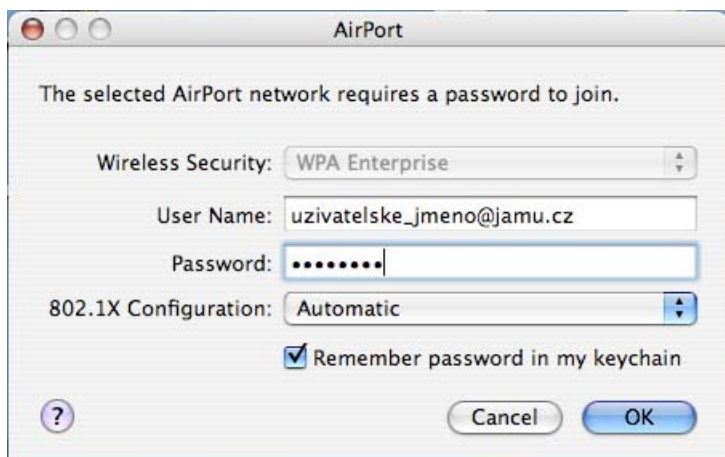 AirPort
The selected AirPort network requires a password to join.
Wireless Security: WPA Enterprise
User Name: uzivatelske_jmeno@jamu.cz
Password: ••••••••
802.1X Configuration: Automatic
Remember password in my keychain
? Cancel OK